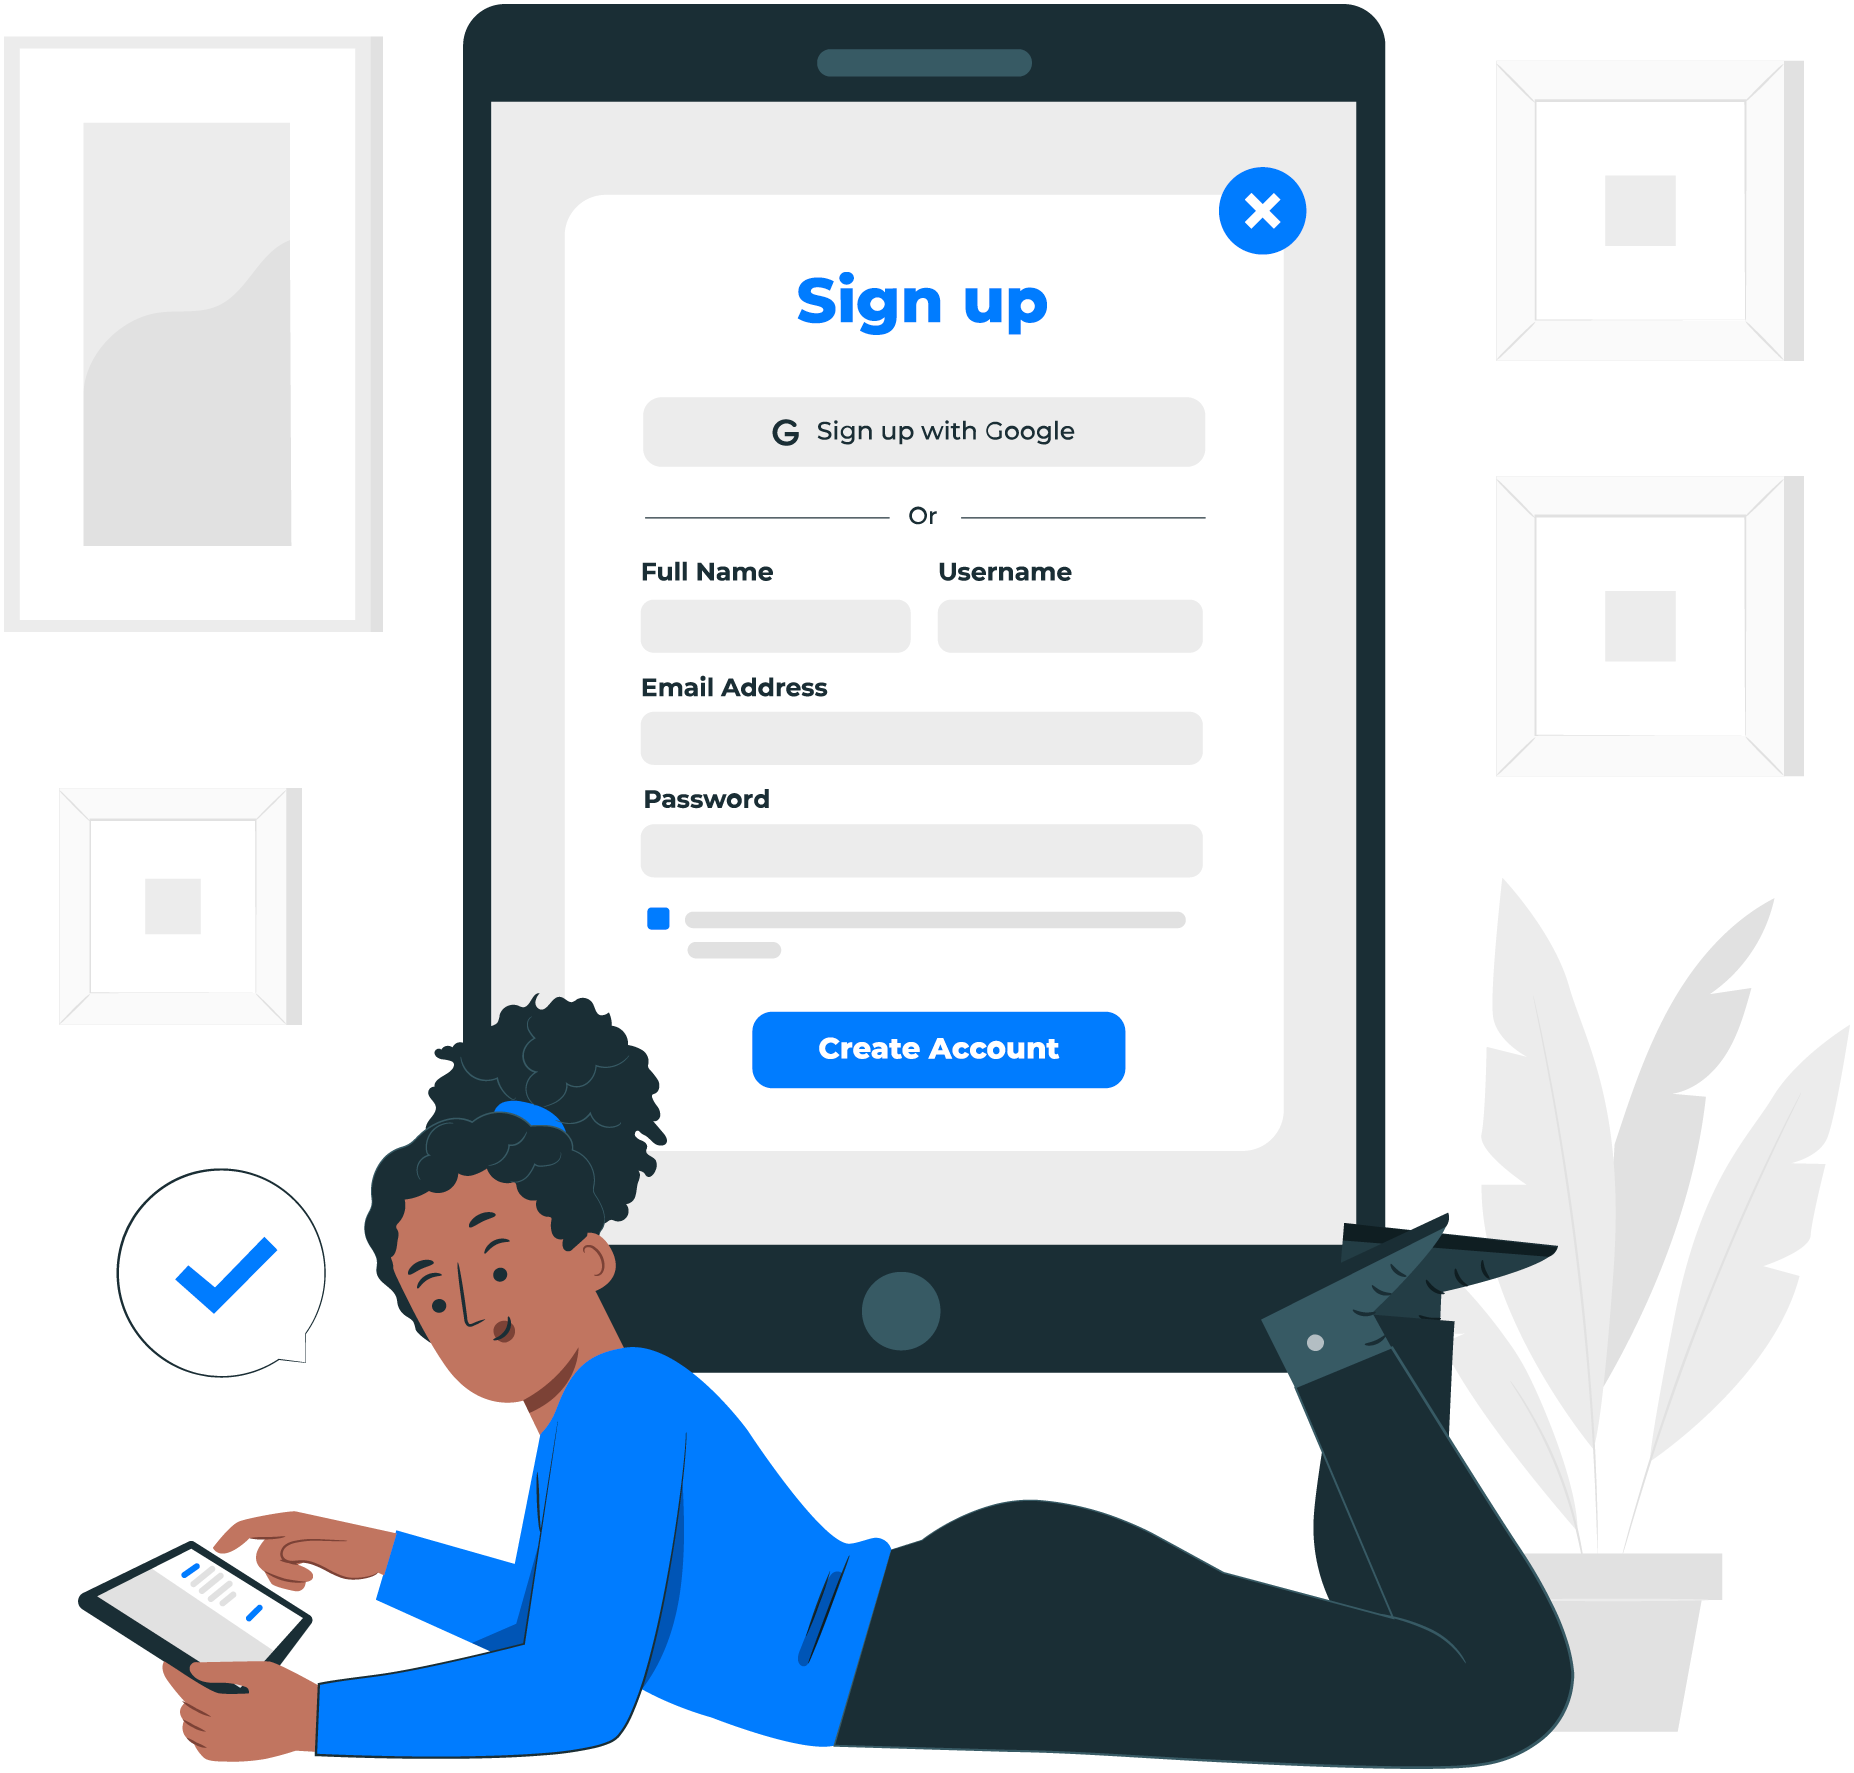 Sign up
G Sign up with Google
Or
Full Name Username
Email Address
Password
Create Account